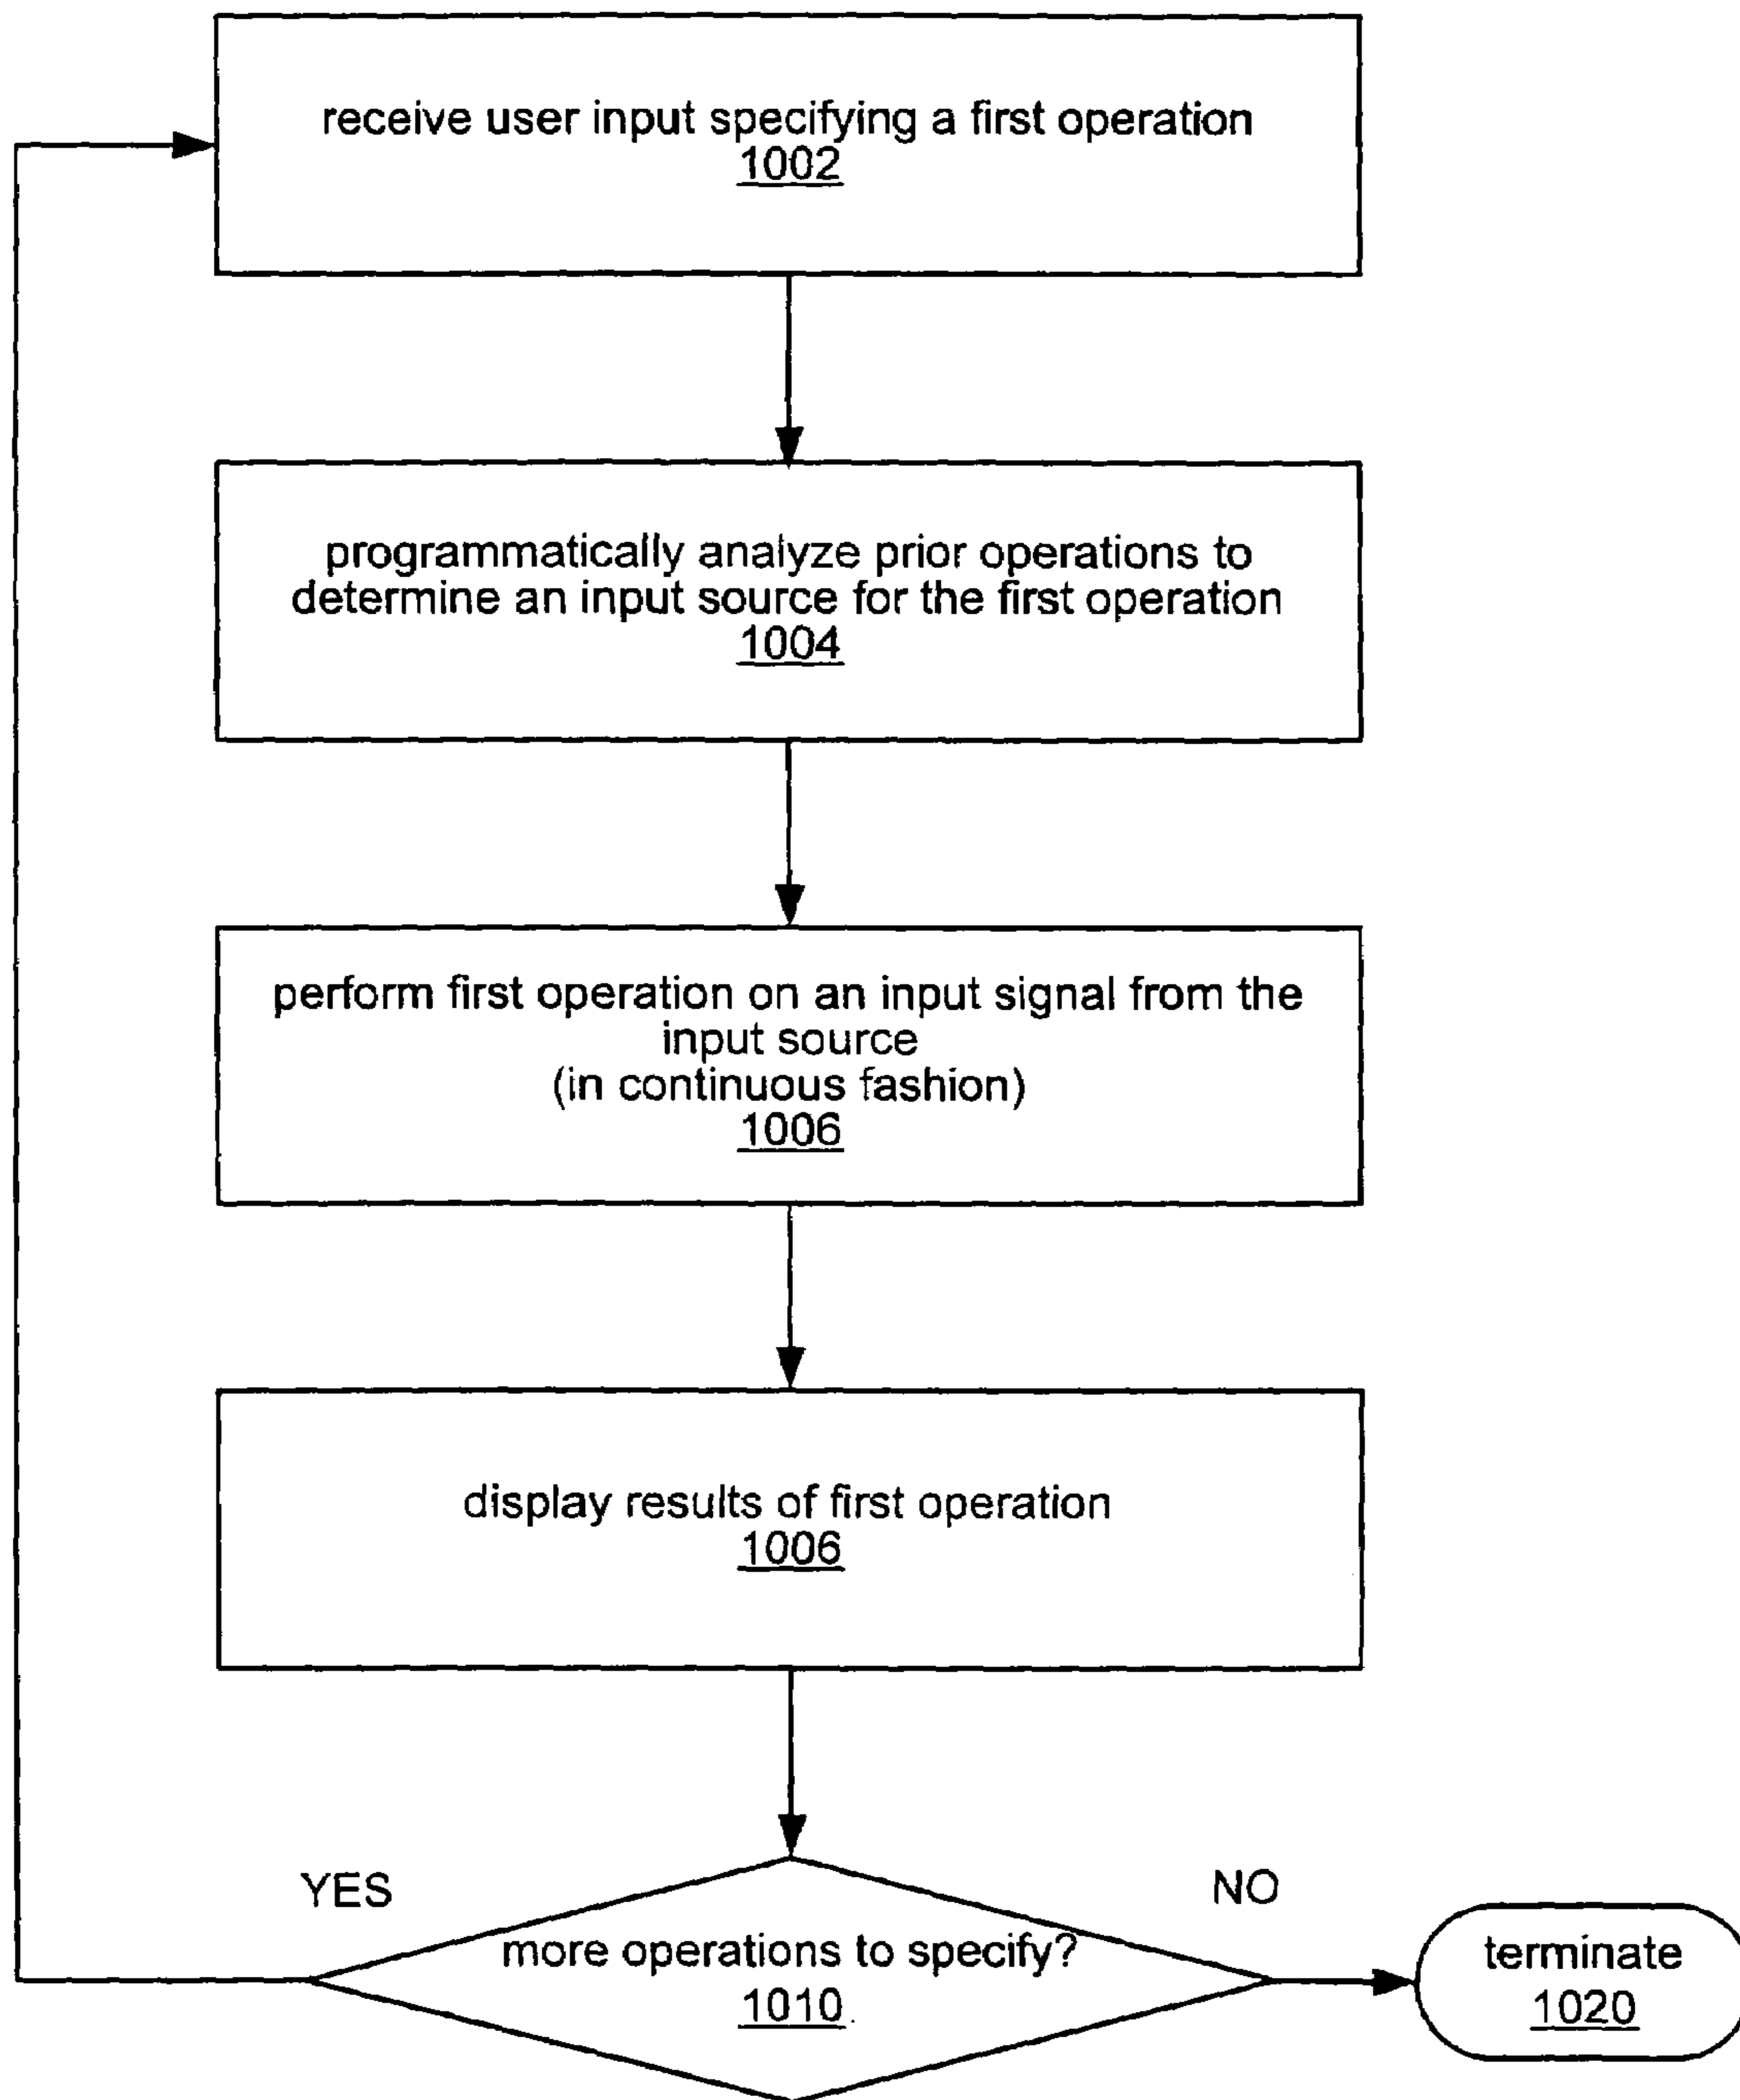 receive user input specifying a first operation
1002
programmatically analyze prior operations to
determine an input source for the first operation
1004
perform first operation on an input signal from the
input source
(in continuous fashion)
1006
display results of first operation
1006
YES
NO
more operations to specify?
1010
terminate
1020